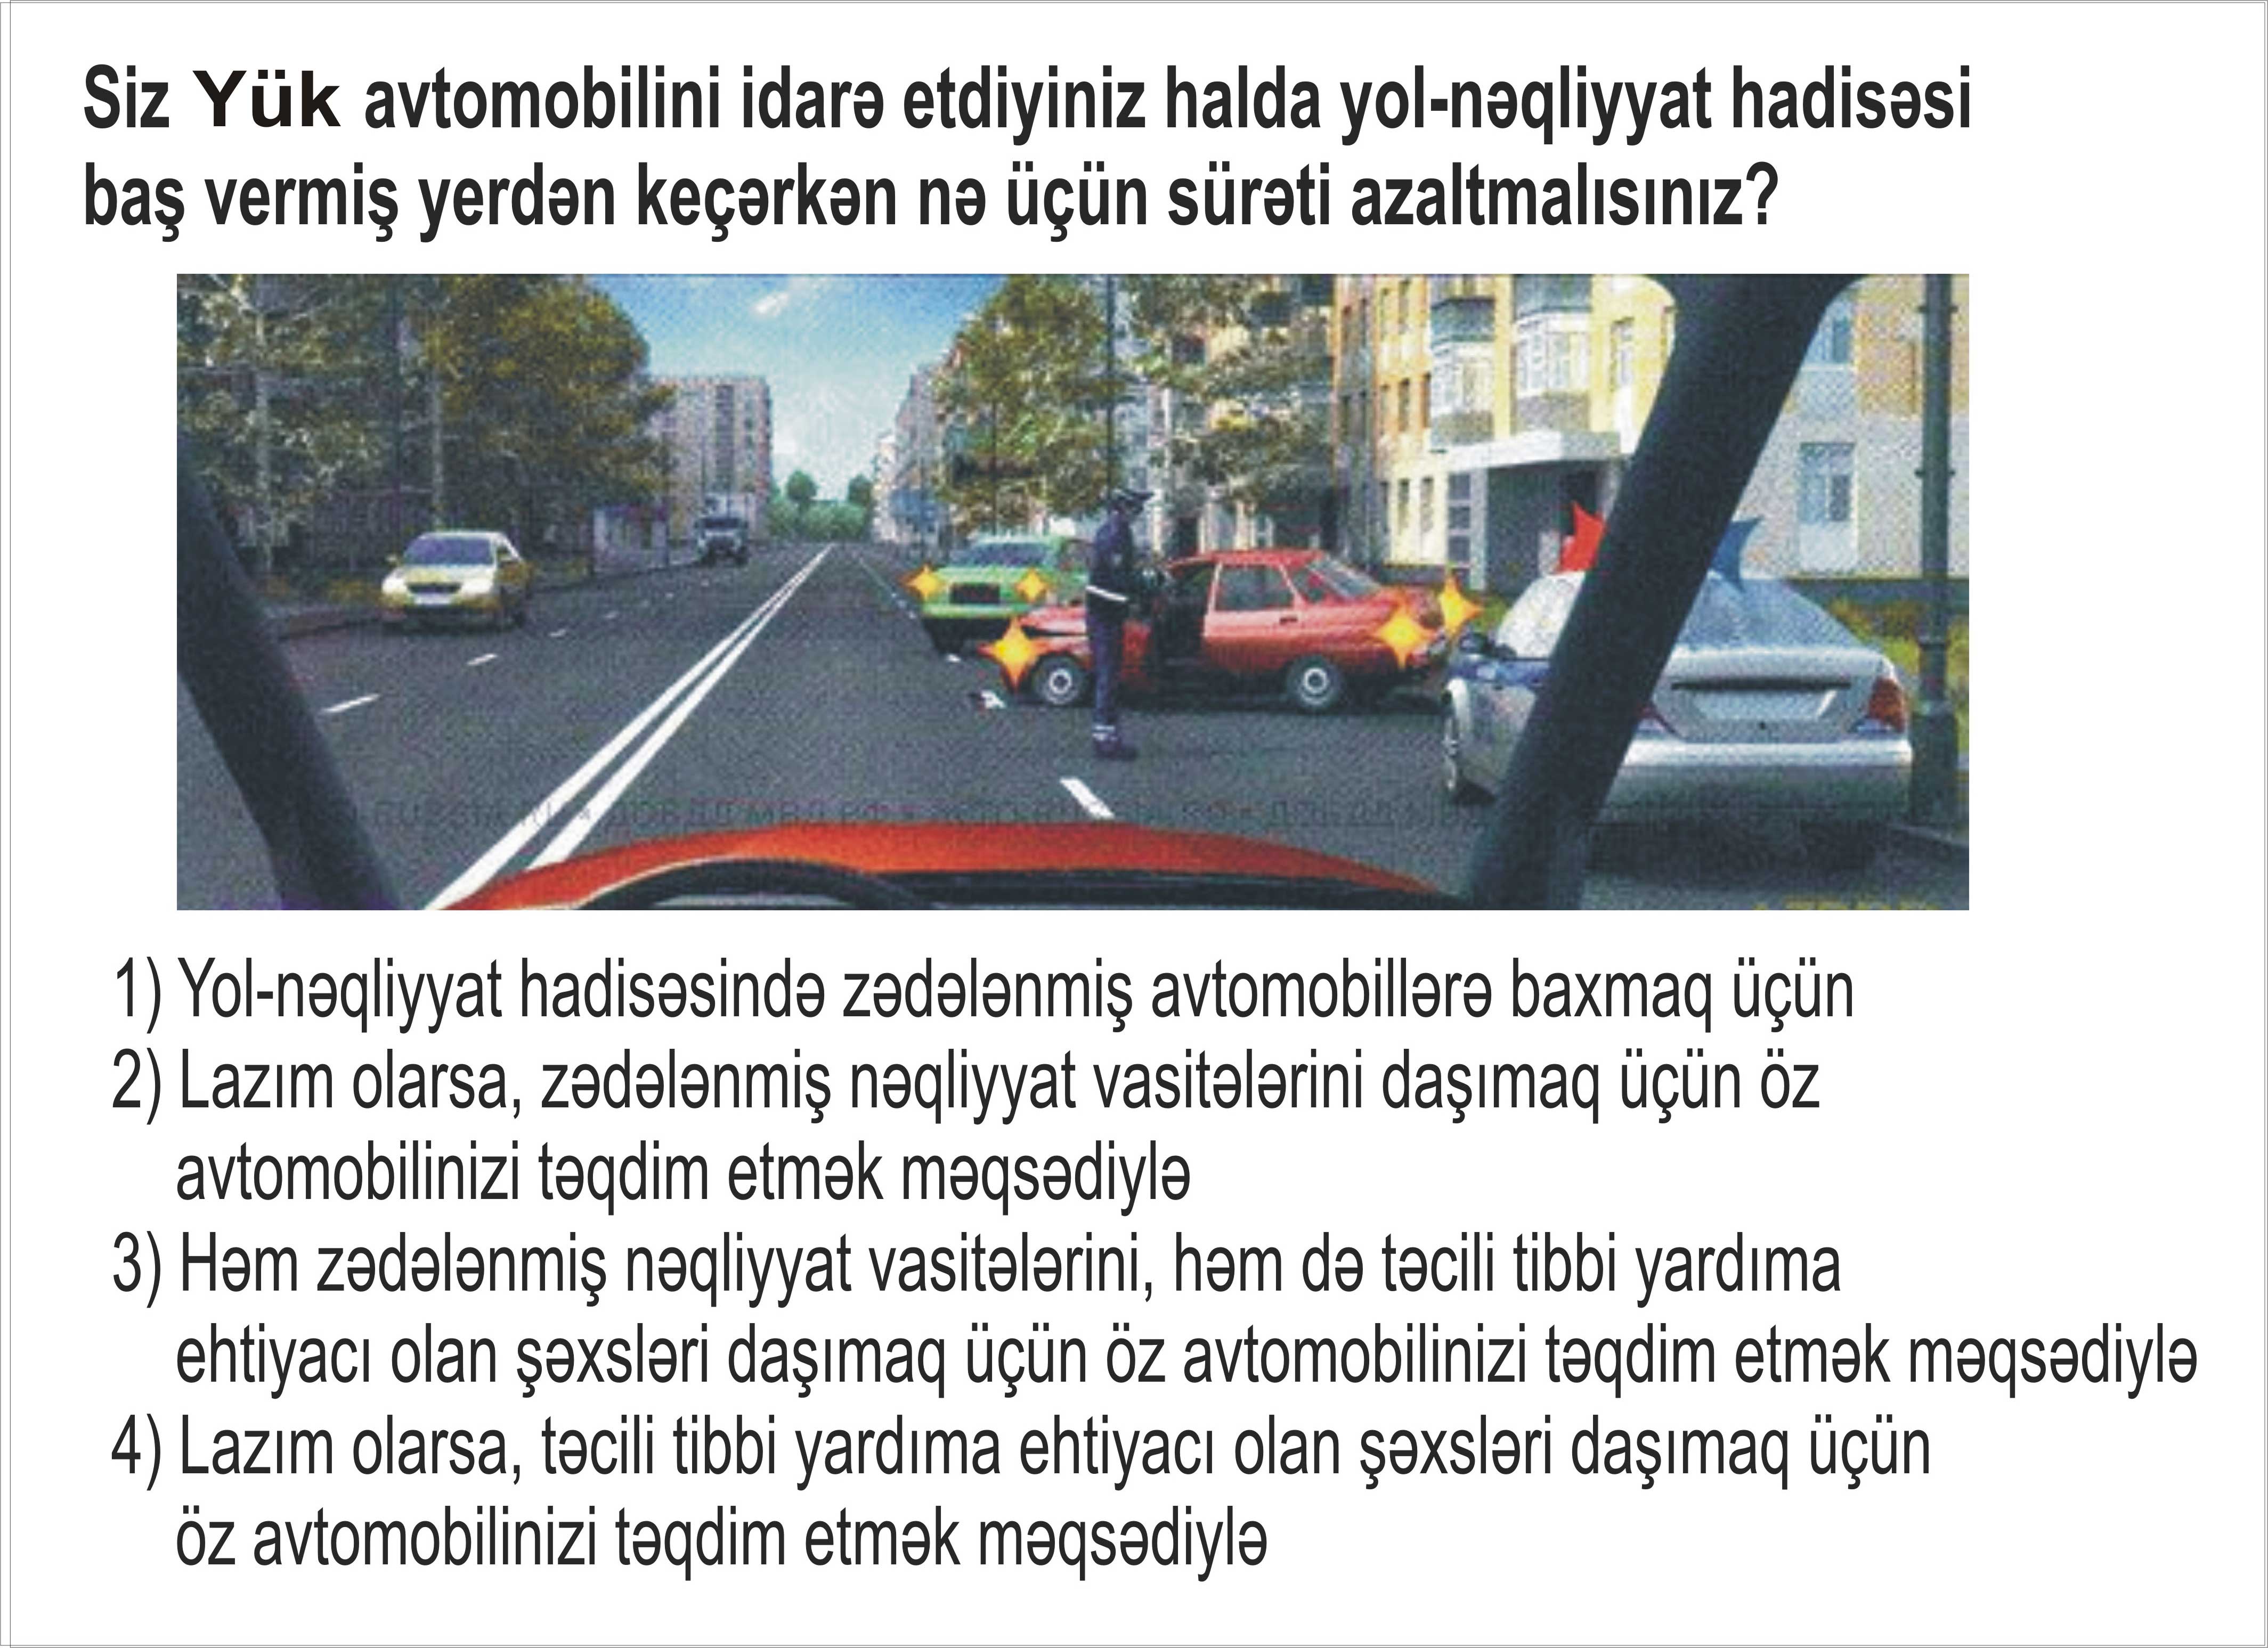 Siz Yük avtomobilini idarə etdiyiniz halda yol-nəqliyyat hadisəsi
baş vermiş yerdən keçərkən nə üçün sürəti azaltmalısınız?
1) Yol-nəqliyyat hadisəsində zədələnmiş avtomobillərə baxmaq üçün
2) Lazım olarsa, zədələnmiş nəqliyyat vasitələrini daşımaq üçün öz
avtomobilinizi təqdim etmək məqsədiylə
3) Həm zədələnmiş nəqliyyat vasitələrini, həm də təcili tibbi yardıma
ehtiyacı olan şəxsləri daşımaq üçün öz avtomobilinizi təqdim etmək məqsədiylə
4) Lazım olarsa, təcili tibbi yardıma ehtiyacı olan şəxsləri daşımaq üçün
öz avtomobilinizi təqdim etmək məqsədiylə